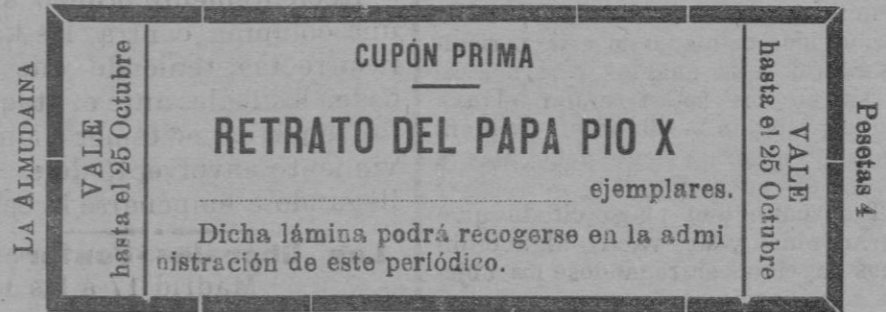 LA ALMUDAINA
VALE
hasta el 25 Octubre
CUPÓN PRIMA
RETRATO DEL PAPA PIO X
ejemplares.
Dicha lámina podrá recogerse en la admi
nistración de este períódico.
VALE
hasta el 25 Octubre
Pesetas 4